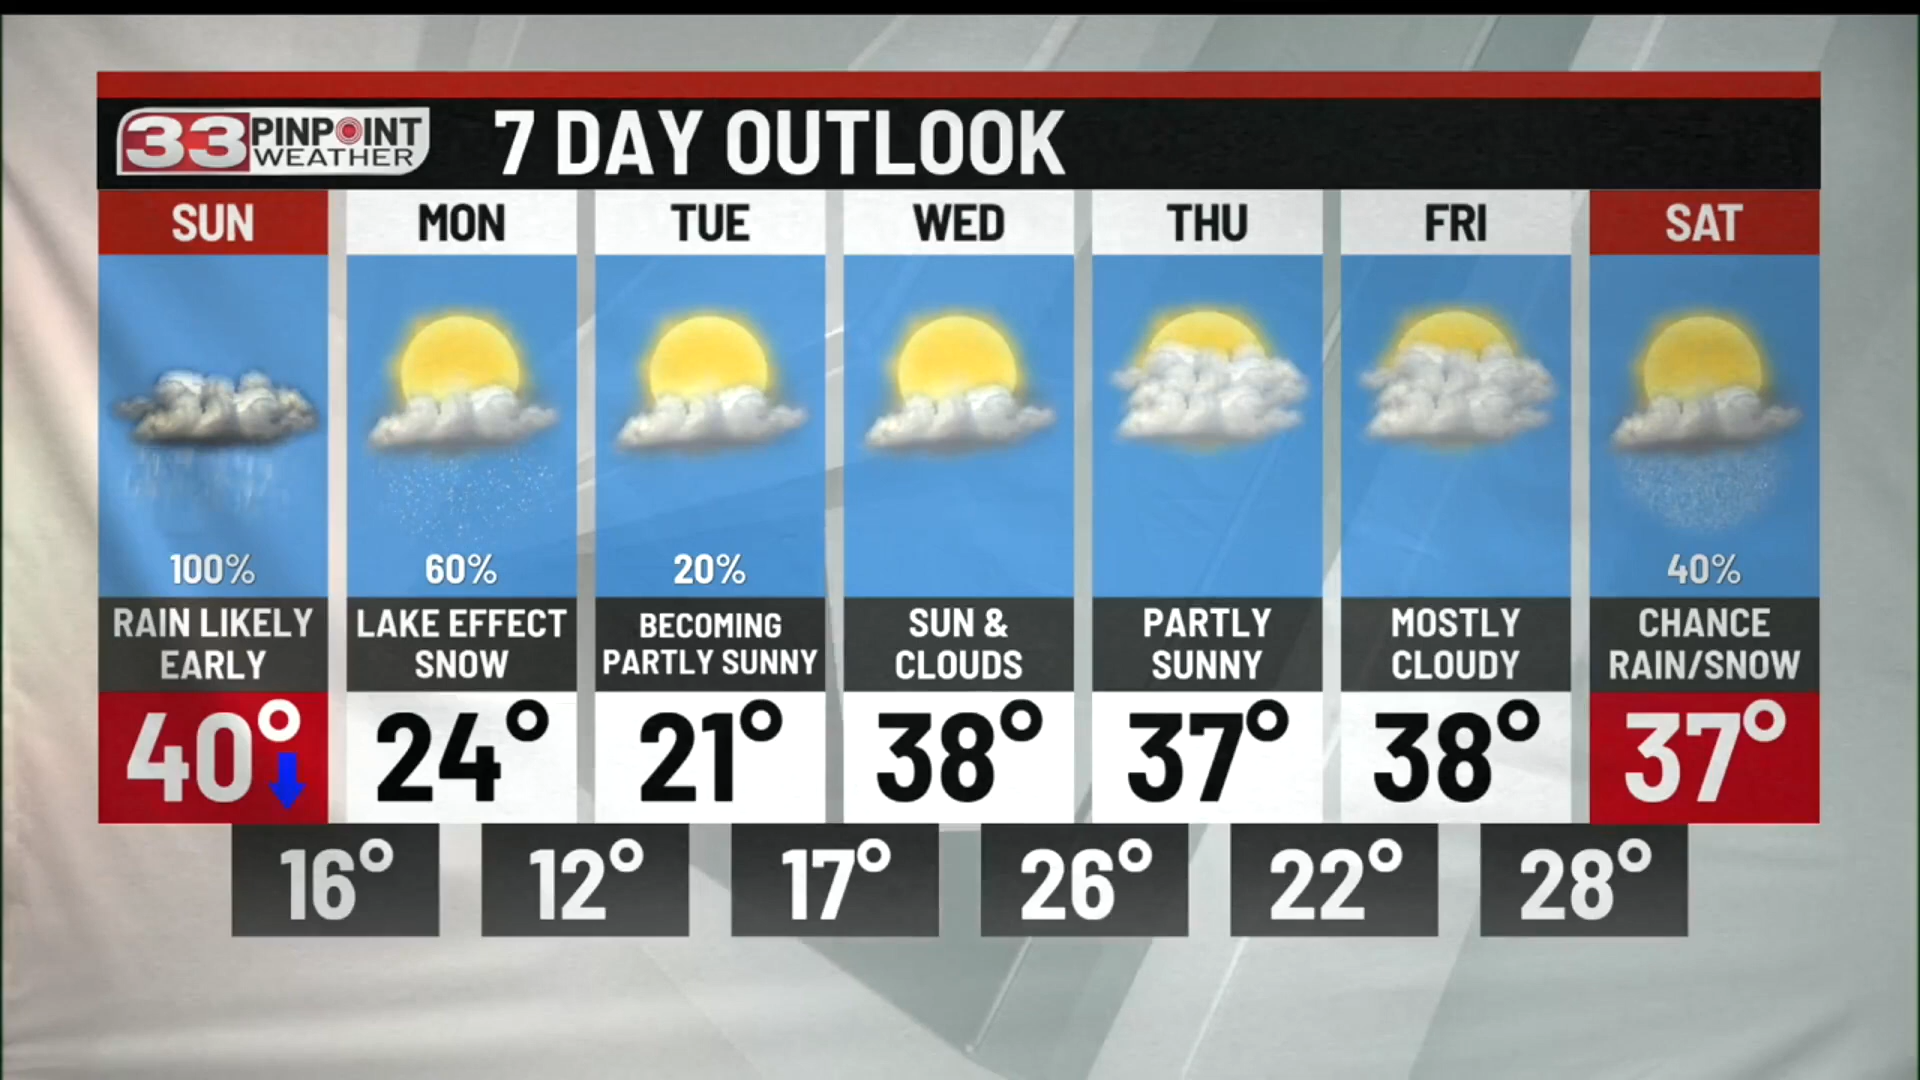 33 PINPOINT WEATHER
7 DAY OUTLOOK
SUN
MON
TUE
WED
THU
FRI
SAT
100%
60%
20%
40%
RAIN LIKELY
EARLY
LAKE EFFECT
SNOW
BECOMING
PARTLY SUNNY
SUN &
CLOUDS
PARTLY
SUNNY
MOSTLY
CLOUDY
CHANCE
RAIN/SNOW
40°
24°
21°
38°
37°
38°
37°
16°
12°
17°
26°
22°
28°